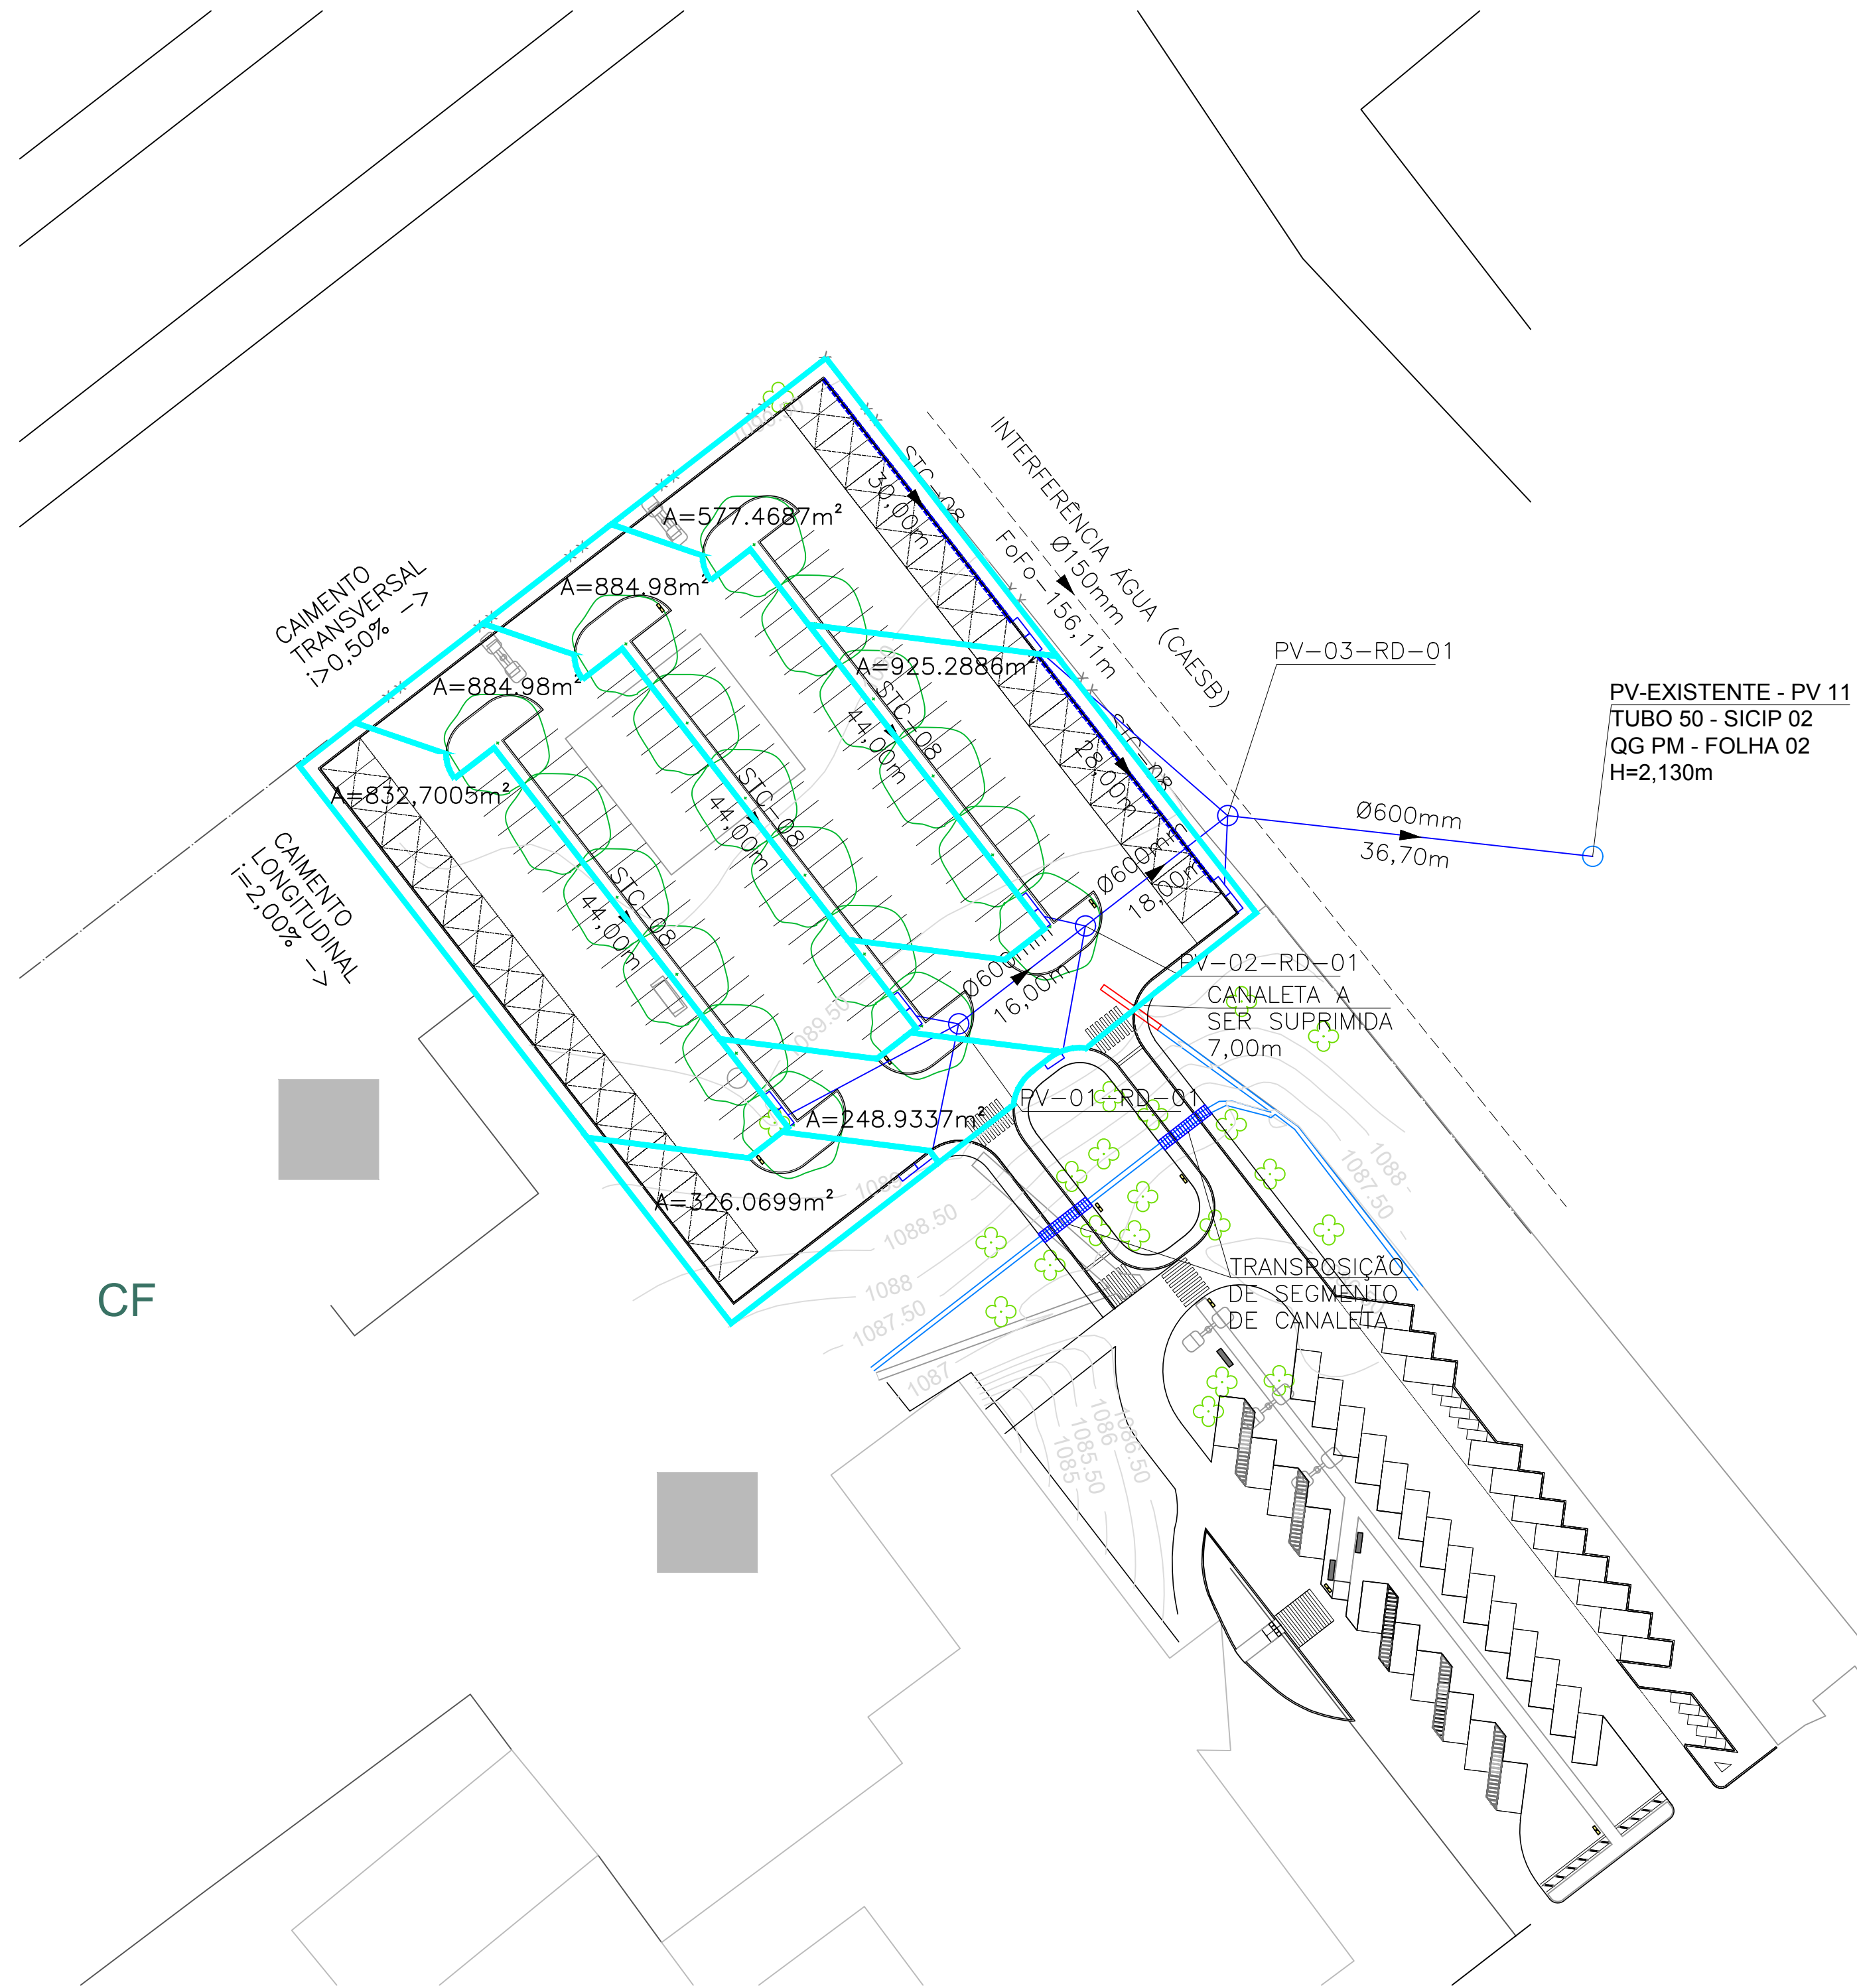 INTERFERÊNCIA ÁGUA (CAESB)
Ø150mm
FoFo-156,11m
STC-08
30,00m
A=577.4687m²
CAIMENTO
TRANSVERSAL
i>0,50% ->
A=884.98m²
A=925.2886m²
PV-03-RD-01
A=884.98m²
PV-EXISTENTE - PV 11
TUBO 50 - SICIP 02
QG PM - FOLHA 02
H=2,130m
STC-08
44,00m
STC-08
28,00m
STC-08
44,00m
A=832,7005m²
Ø600mm
36,70m
CAIMENTO
LONGITUDINAL
i=2,00% ->
STC-08
44,00m
Ø600mm
18,00m
Ø600mm
16,00m
PV-02-RD-01
CANALETA A
SER SUPRIMIDA
7,00m
1089.50
PV-01-RD-01
A=248.9337m²
1088
1087.50
A=326.0699m²
1088.50
TRANSPOSIÇÃO
DE SEGMENTO
DE CANALETA
1088
CF
1087.50
1087
1086.50
1086
1085.50
1085